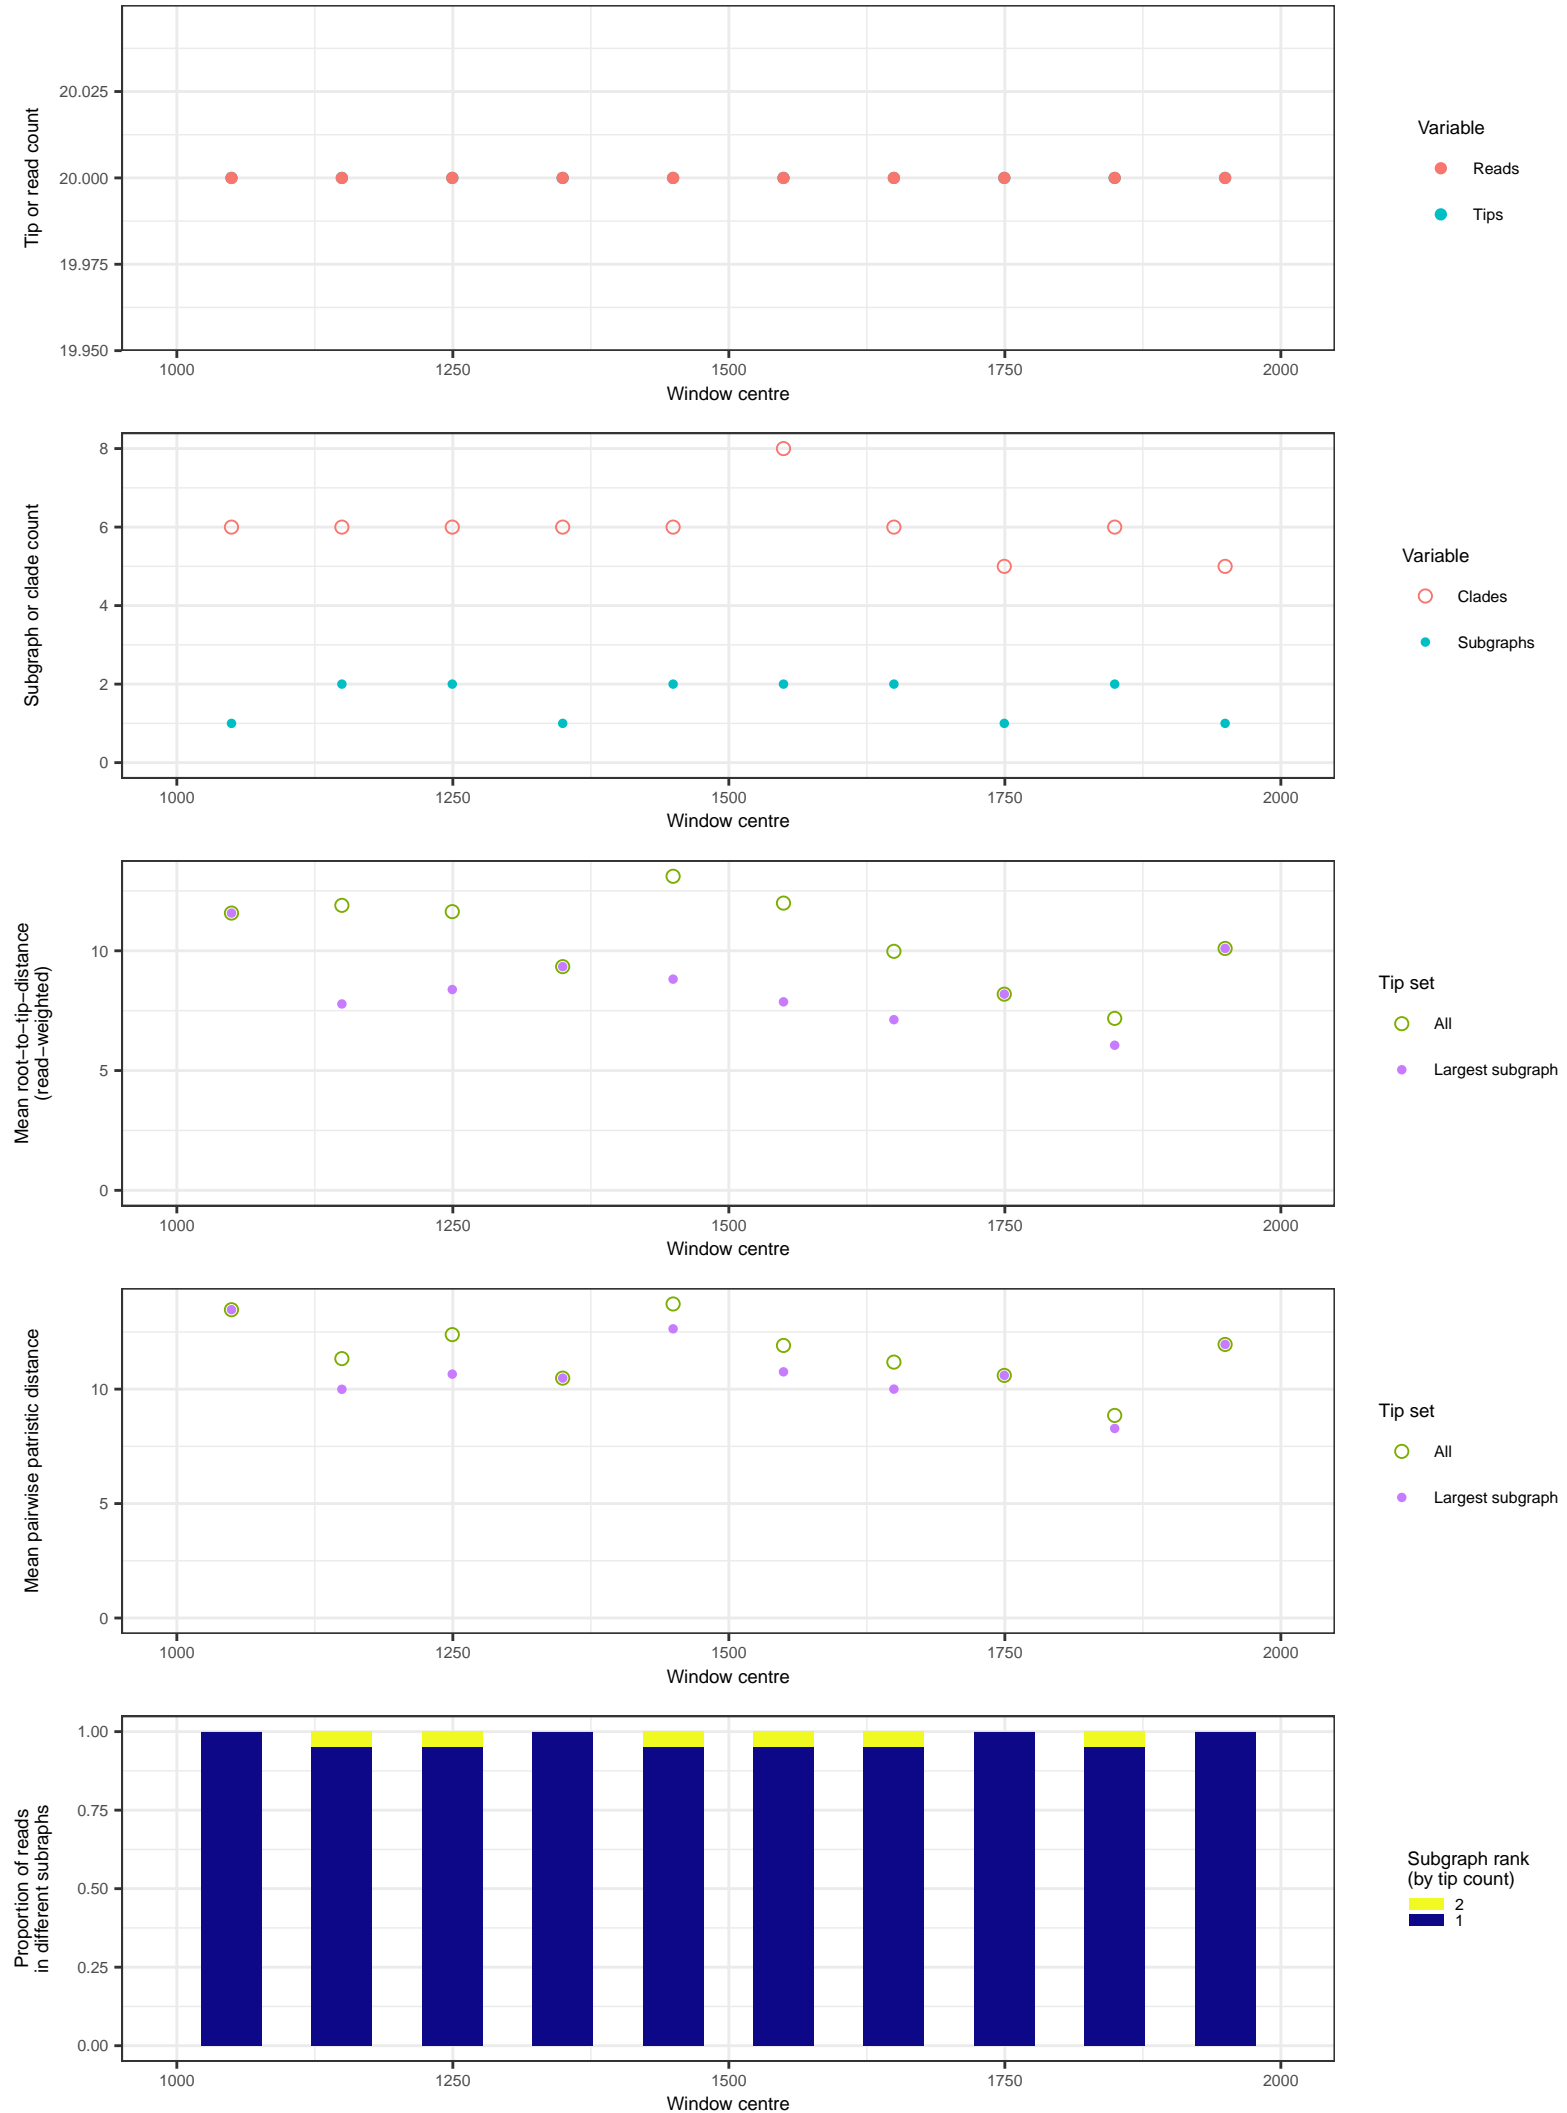 Tip or read count
20.025
20.000
19.975
19.950
1000 1250 1500 1750 2000
Window centre
Variable
Reads
Tips
Subgraph or clade count
8
6
4
2
0
1000 1250 1500 1750 2000
Window centre
Variable
Clades
Subgraphs
Mean root−to−tip−distance
(read−weighted)
10
5
0
1000 1250 1500 1750 2000
Window centre
Tip set
All
Largest subgraph
Mean pairwise patristic distance
10
5
0
1000 1250 1500 1750 2000
Window centre
Tip set
All
Largest subgraph
Proportion of reads
in different subraphs
1.00
0.75
0.50
0.25
0.00
1000 1250 1500 1750 2000
Window centre
Subgraph rank
(by tip count)
2
1